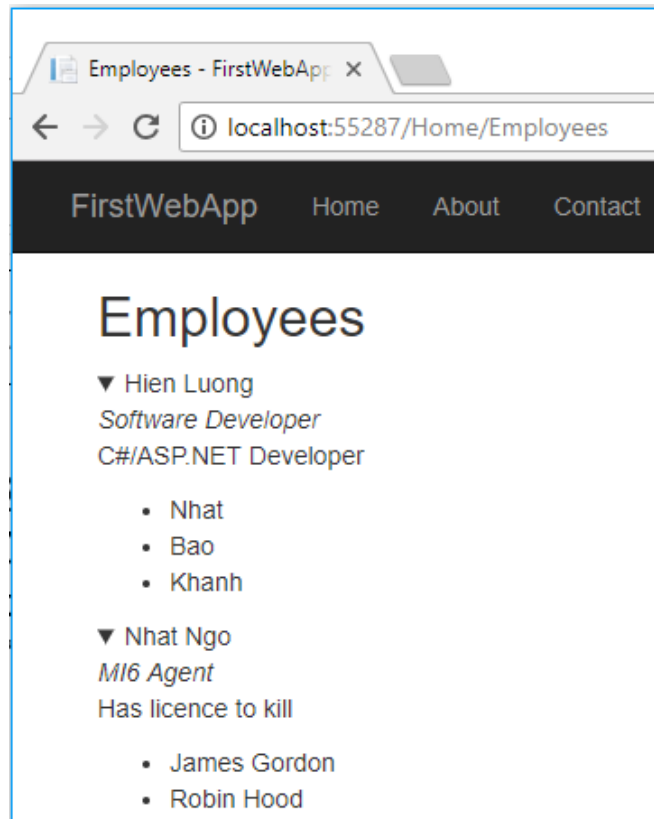 Employees - FirstWebApp
localhost:55287/Home/Employees
FirstWebApp Home About Contact
Employees
▼ Hien Luong
Software Developer
C#/ASP.NET Developer
• Nhat
• Bao
• Khanh
▼ Nhat Ngo
MI6 Agent
Has licence to kill
• James Gordon
• Robin Hood